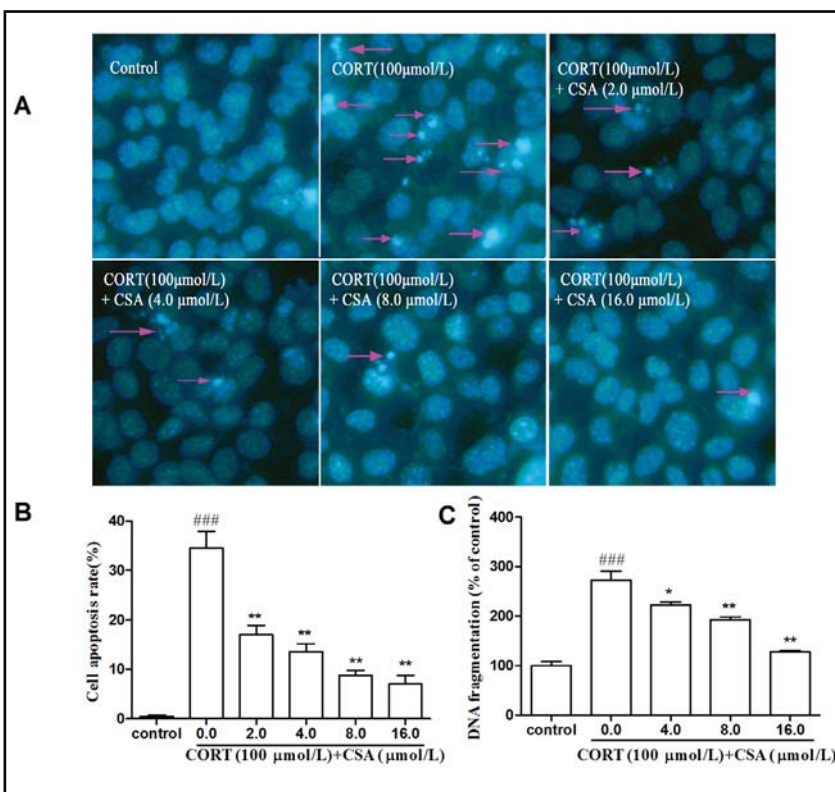 A
Control
CORT(100μmol/L)
CORT(100μmol/L)
+ CSA (2.0 μmol/L)
CORT(100μmol/L)
+ CSA (4.0 μmol/L)
CORT(100μmol/L)
+ CSA (8.0 μmol/L)
CORT(100μmol/L)
+ CSA (16.0 μmol/L)
B
Cell apoptosis rate(%)
40
30
20
10
0
###
**
**
**
**
control
0.0
2.0
4.0
8.0
16.0
CORT (100 μmol/L)+CSA (μmol/L)
C
DNA fragmentation (% of control)
400
300
200
100
0
###
*
**
**
control
0.0
4.0
8.0
16.0
CORT (100 μmol/L)+CSA (μmol/L)